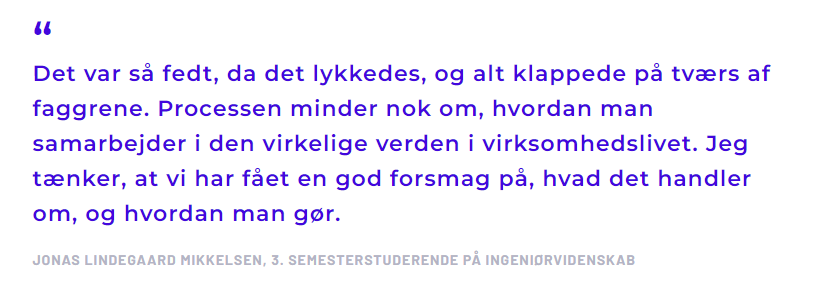 “
Det var så fedt, da det lykkedes, og alt klappede på tværs af
faggrene. Processen minder nok om, hvordan man
samarbejder i den virkelige verden i virksomhedslivet. Jeg
tænker, at vi har fået en god forsmag på, hvad det handler
om, og hvordan man gør.
JONAS LINDEGAARD MIKKELSEN, 3. SEMESTERSTUDERENDE PÅ INGENIØRVIDENSKAB